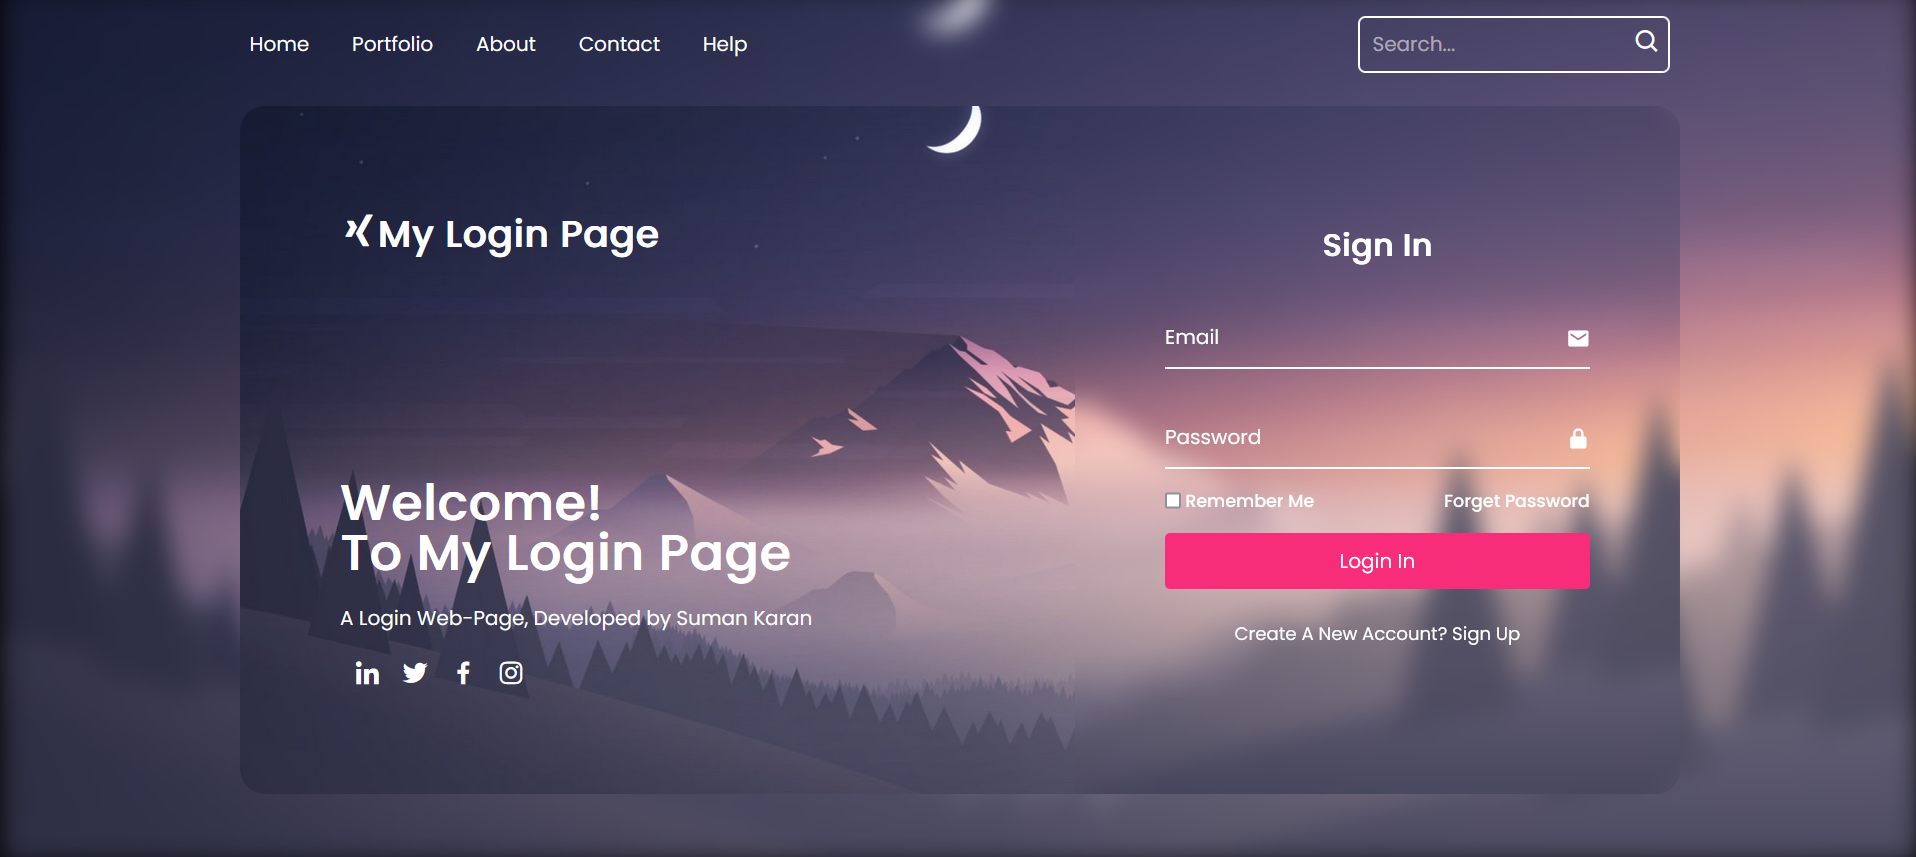 Home Portfolio About Contact Help Search...
My Login Page
Welcome!
To My Login Page
A Login Web-Page, Developed by Suman Karan
Sign In
Email
Password
Remember Me Forget Password
Login In
Create A New Account? Sign Up